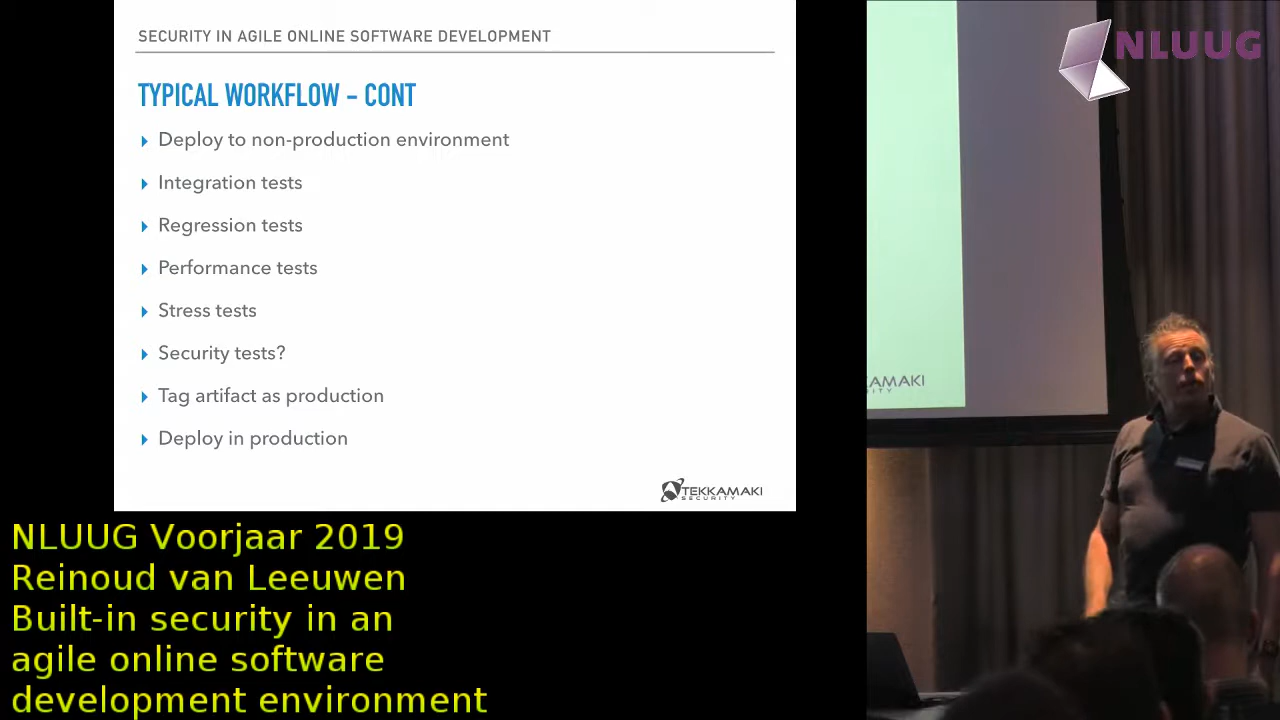 SECURITY IN AGILE ONLINE SOFTWARE DEVELOPMENT
TYPICAL WORKFLOW – CONT
Deploy to non-production environment
Integration tests
Regression tests
Performance tests
Stress tests
Security tests?
Tag artifact as production
Deploy in production
TEKKAMAKI
SECURITY
NLUUG
AMAKI
ITY
NLUUG Voorjaar 2019
Reinoud van Leeuwen
Built-in security in an
agile online software
development environment